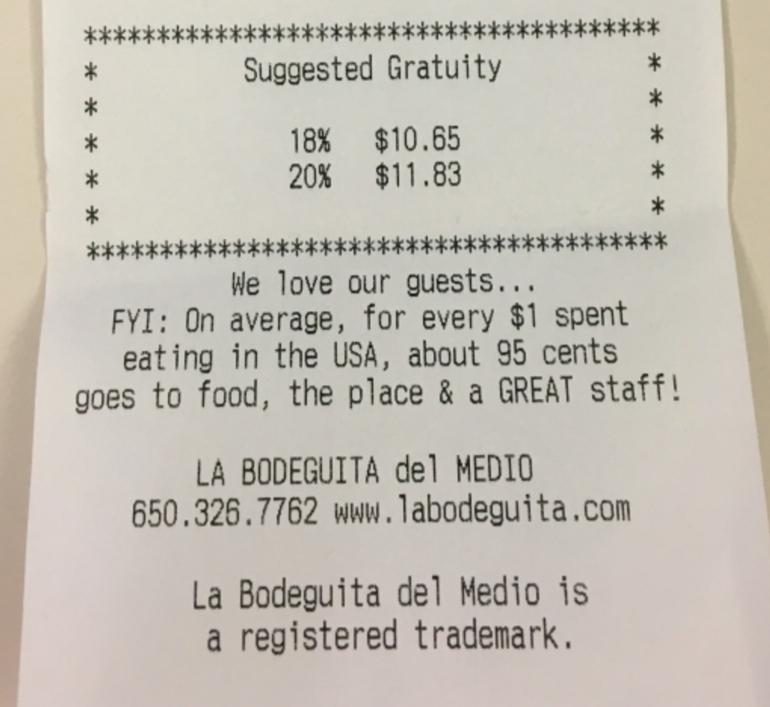 ****************************************
* Suggested Gratuity *
* *
* 18% $10.65 *
* 20% $11.83 *
* *
****************************************
We love our guests...
FYI: On average, for every $1 spent
eating in the USA, about 95 cents
goes to food, the place & a GREAT staff!
LA BODEGUITA del MEDIO
650.326.7762 www.labodeguita.com
La Bodeguita del Medio is
a registered trademark.